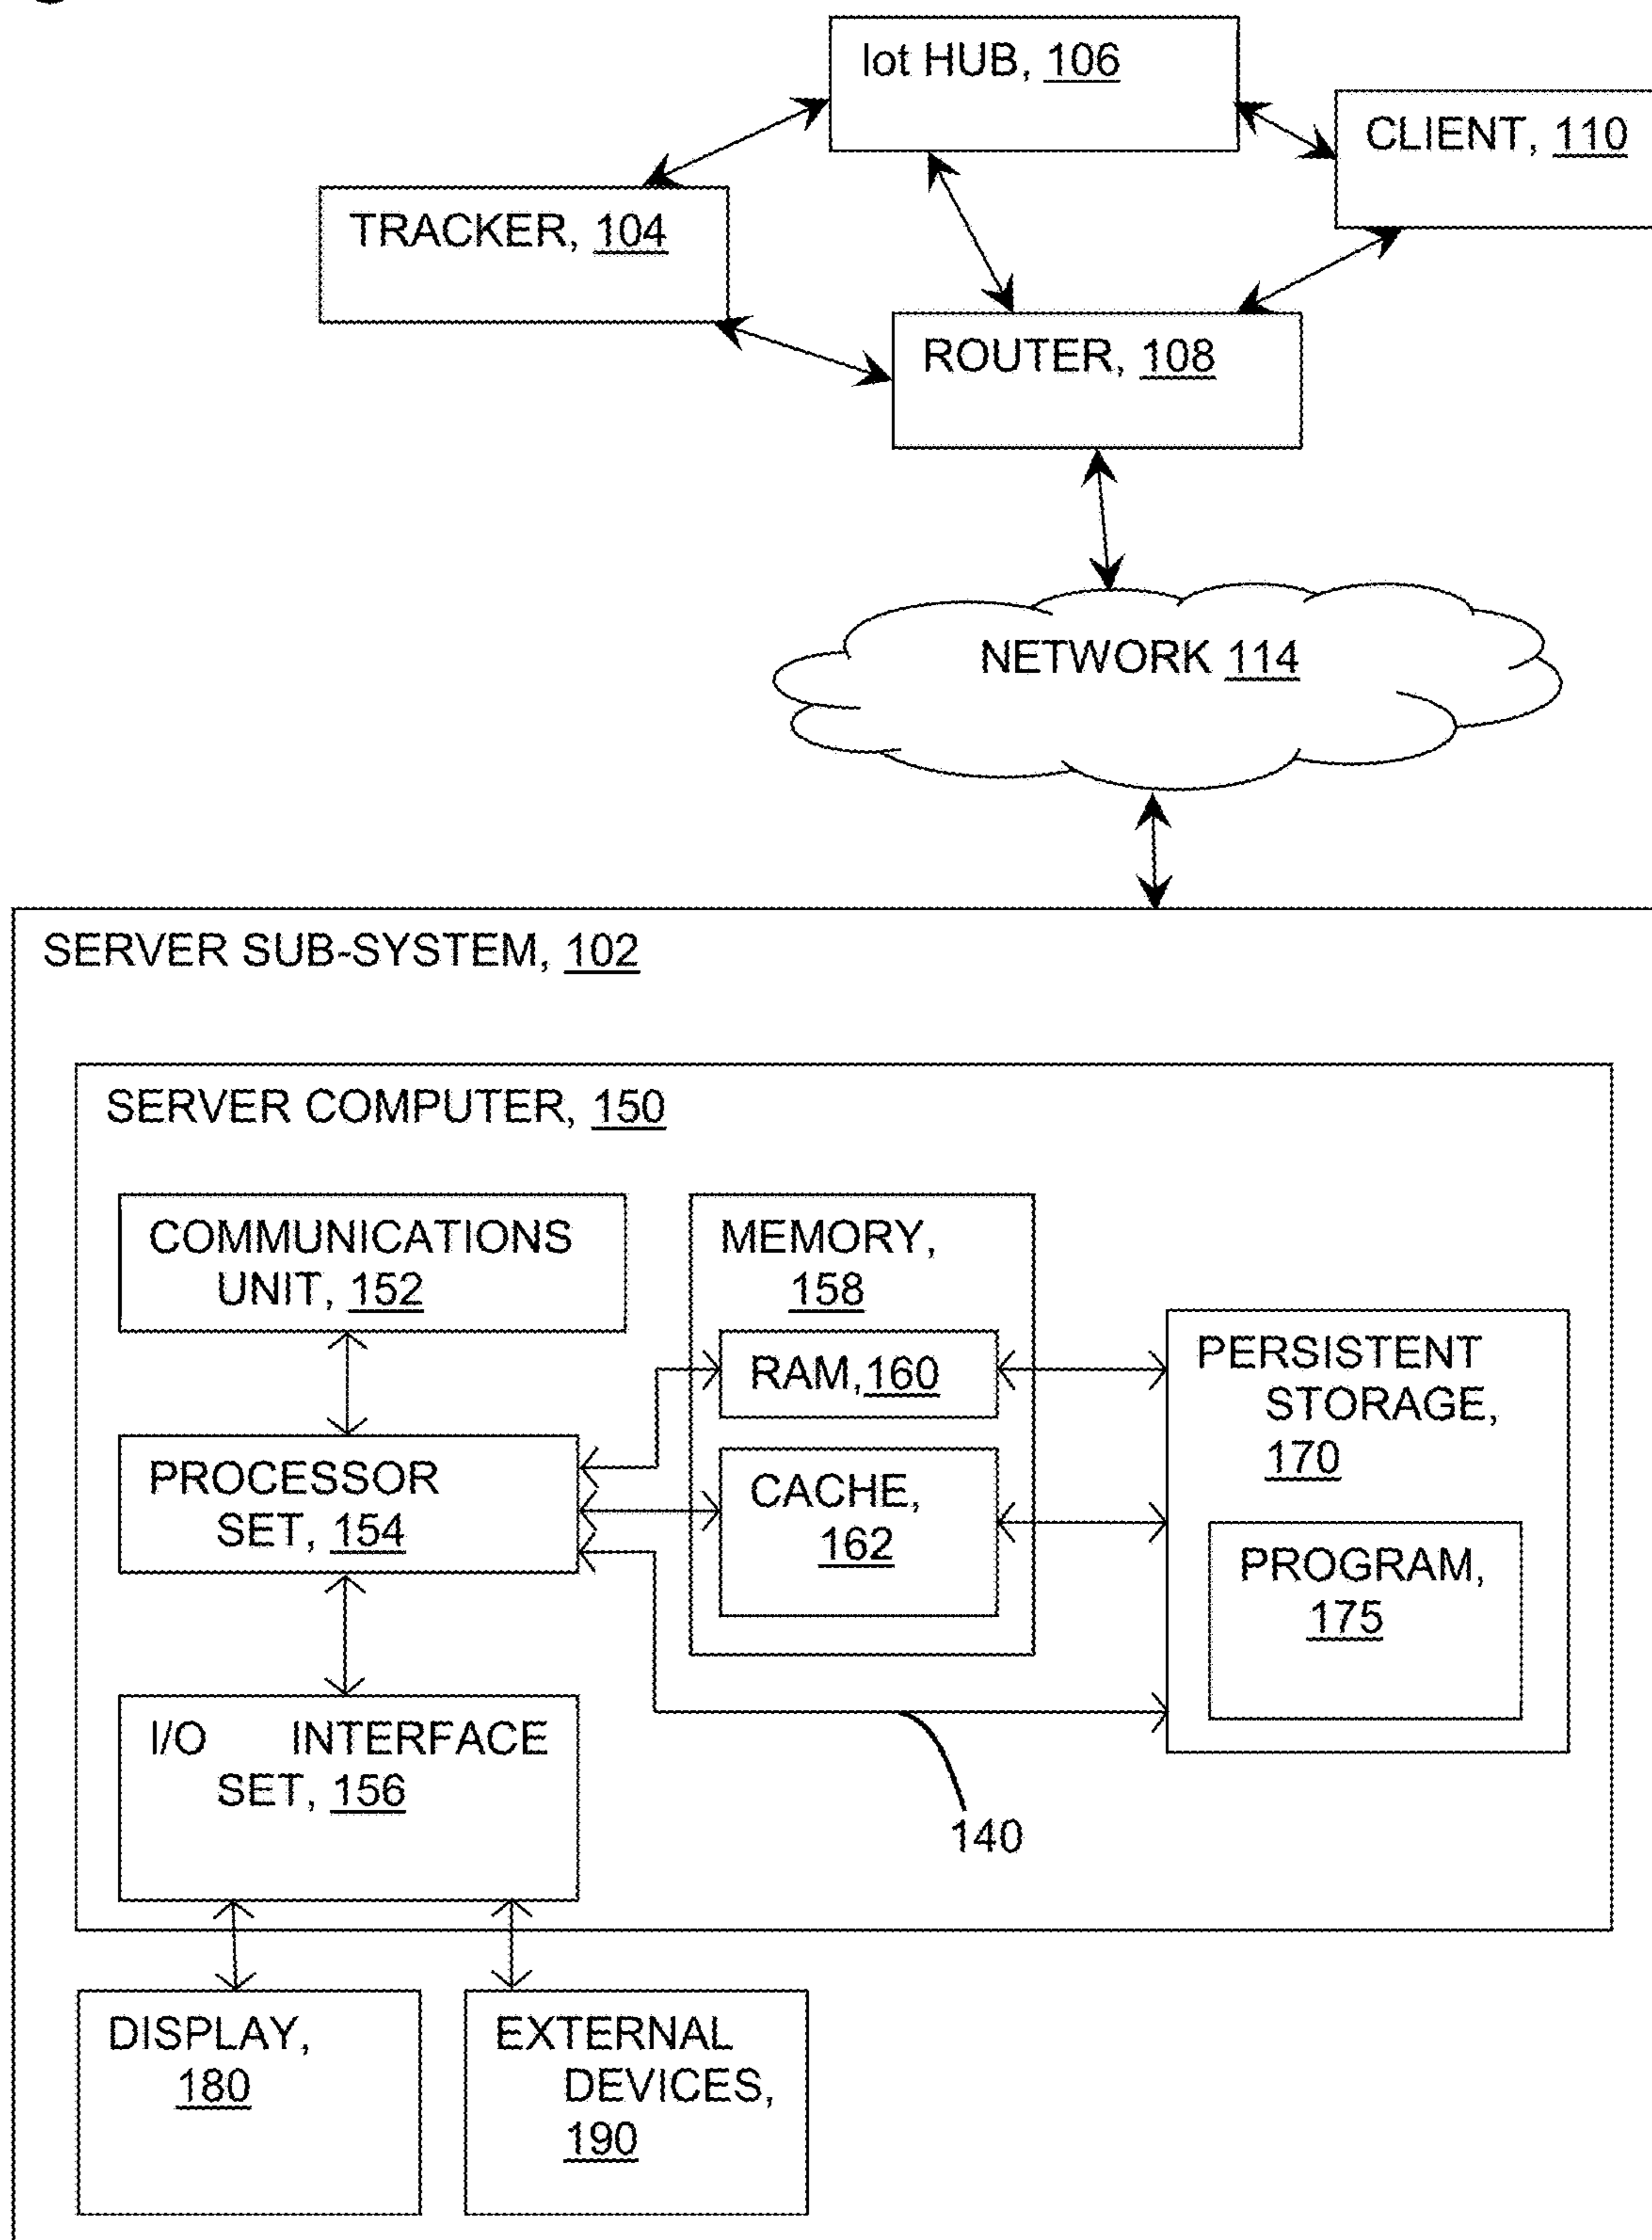 Iot HUB, 106
CLIENT, 110
TRACKER, 104
ROUTER, 108
NETWORK 114
SERVER SUB-SYSTEM, 102
SERVER COMPUTER, 150
COMMUNICATIONS
UNIT, 152
MEMORY,
158
RAM,160
CACHE,
162
PERSISTENT
STORAGE,
170
PROGRAM,
175
PROCESSOR
SET, 154
I/O INTERFACE
SET, 156
140
DISPLAY,
180
EXTERNAL
DEVICES,
190